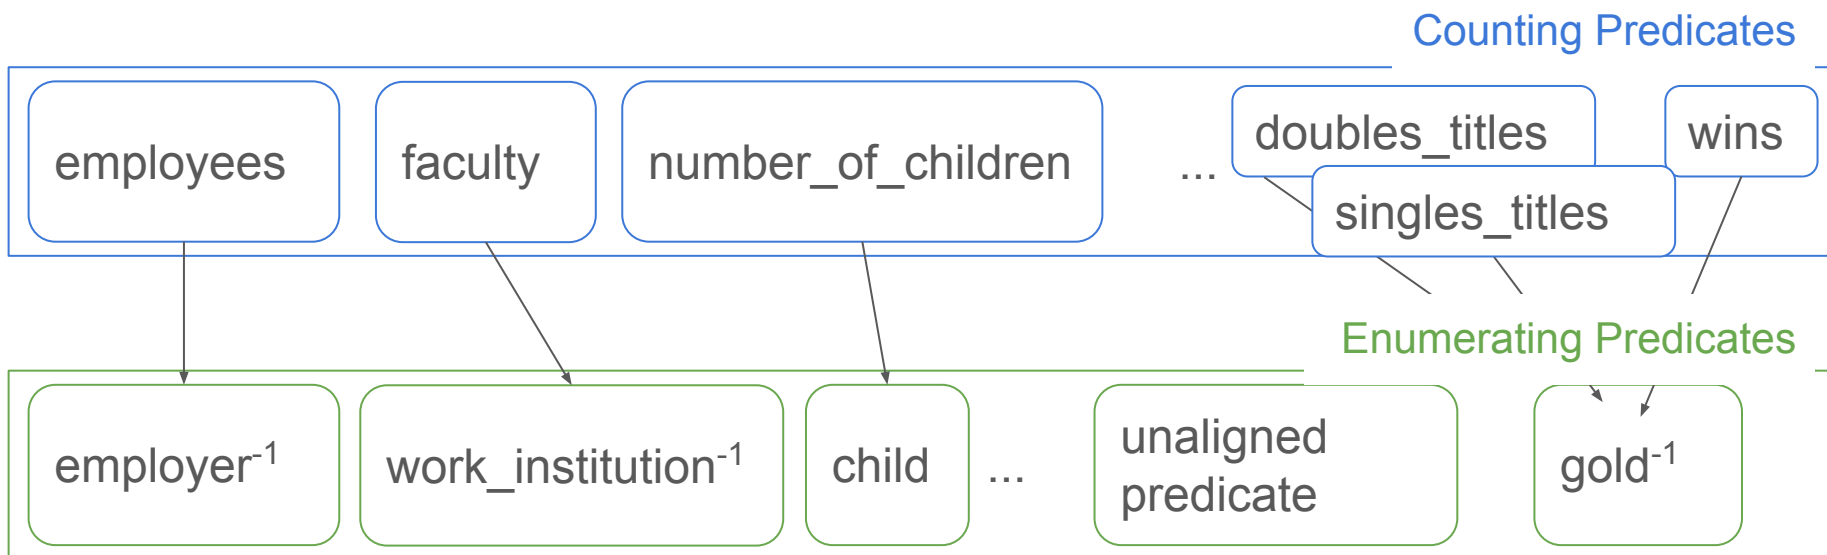 Counting Predicates
employees
faculty
number_of_children
...
doubles_titles
singles_titles
wins
Enumerating Predicates
employer⁻¹
work_institution⁻¹
child
...
unaligned
predicate
gold⁻¹